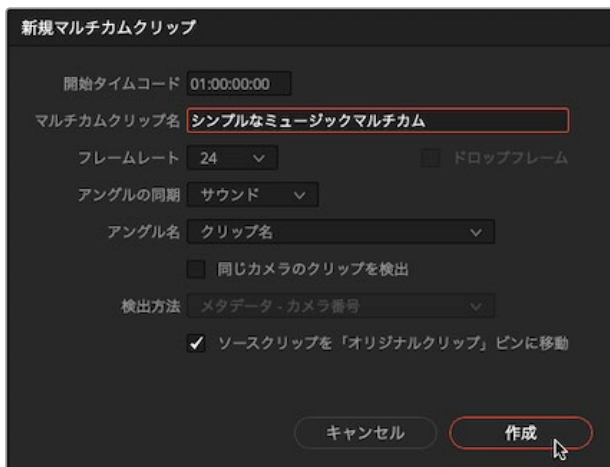 新規マルチカムクリップ
開始タイムコード 01:00:00:00
マルチカムクリップ名 シンプルなミュージックマルチカム
フレームレート 24 ドロップフレーム
アングルの同期 サウンド
アングル名 クリップ名
同じカメラのクリップを検出
検出方法 メタデータ - カメラ番号
ソースクリップを「オリジナルクリップ」ビンに移動
キャンセル 作成